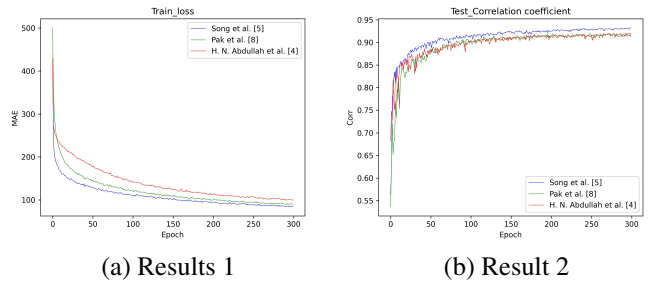 Train_loss
500
400
300
200
100
MAE
0
50
100
150
200
250
300
Epoch
Song et al. [5]
Pak et al. [8]
H. N. Abdullah et al. [4]
(a) Results 1
Test_Correlation coefficient
0.95
0.90
0.85
0.80
0.75
0.70
0.65
0.60
0.55
Corr
0
50
100
150
200
250
300
Epoch
Song et al. [5]
Pak et al. [8]
H. N. Abdullah et al. [4]
(b) Result 2